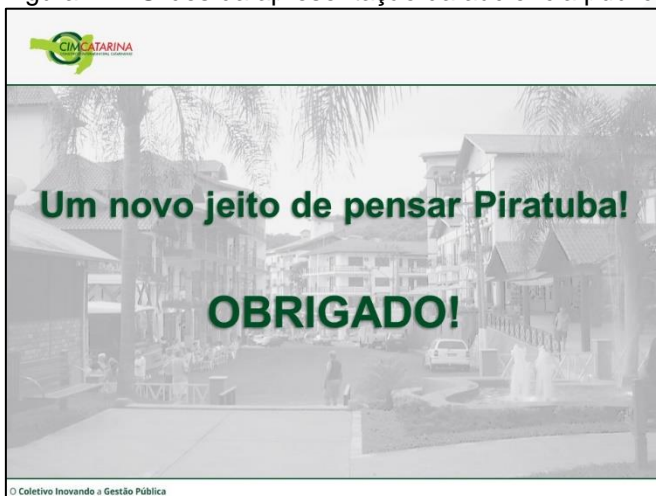 CIMCATARINA
Um novo jeito de pensar Piratuba!
OBRIGADO!
O Coletivo Inovando a Gestão Pública